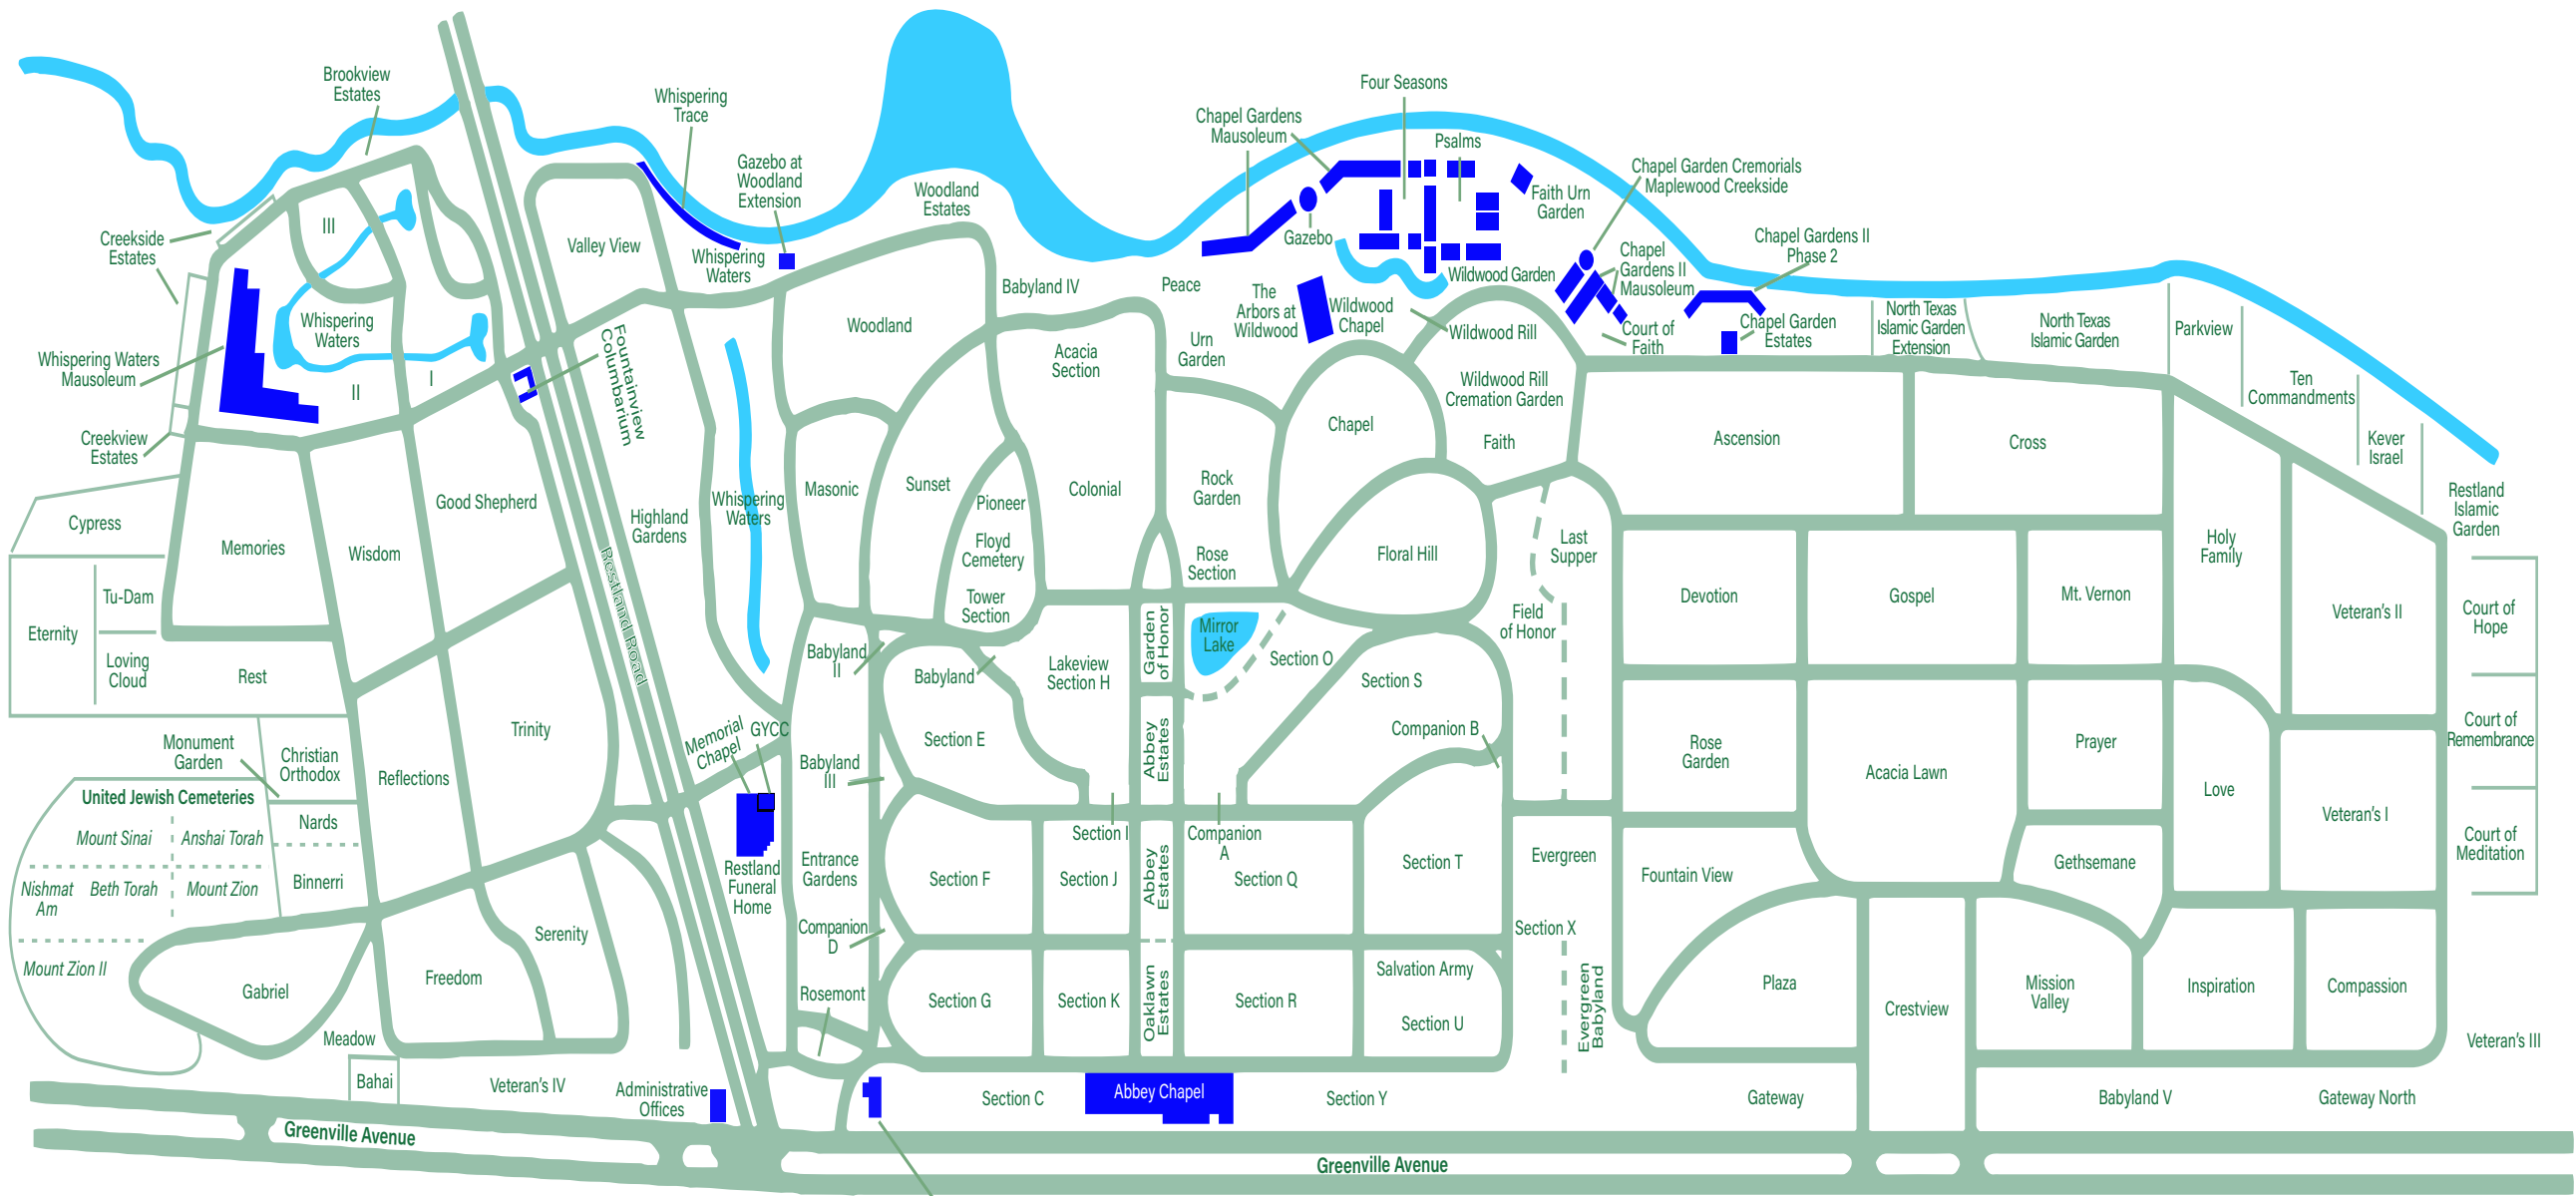 Brookview
Estates
Whispering
Trace
Gazebo at
Woodland
Extension
Woodland
Estates
Chapel Gardens
Mausoleum
Four Seasons
Psalms
Faith Urn
Garden
Chapel Garden Cremorials
Maplewood Creekside
Chapel Gardens II
Phase 2
Creekside
Estates
III
Valley View
Whispering
Waters
Gazebo
Wildwood Garden
Chapel
Gardens II
Mausoleum
Babyland IV
Peace
The
Arbors at
Wildwood
Wildwood
Chapel
Wildwood Rill
Court of
Faith
Chapel Garden
Estates
North Texas
Islamic Garden
Extension
North Texas
Islamic Garden
Parkview
Ten
Commandments
Kever
Israel
Restland
Islamic
Garden
Whispering
Waters
Whispering Waters
Mausoleum
I
II
Fountainview
Columbarium
Woodland
Acacia
Section
Urn
Garden
Wildwood Rill
Cremation Garden
Chapel
Faith
Ascension
Cross
Creekview
Estates
Cypress
Memories
Wisdom
Good Shepherd
Highland
Gardens
Whispering
Waters
Masonic
Sunset
Pioneer
Floyd
Cemetery
Tower
Section
Colonial
Rock
Garden
Rose
Section
Floral Hill
Last
Supper
Field
of Honor
Devotion
Gospel
Mt. Vernon
Holy
Family
Veteran's II
Court of
Hope
Court of
Remembrance
Court of
Meditation
Tu-Dam
Eternity
Loving
Cloud
Rest
Restland Road
Babyland
II
Babyland
Lakeview
Section H
Garden
of Honor
Mirror
Lake
Section O
Section S
Companion B
Monument
Garden
Christian
Orthodox
Reflections
Trinity
Memorial
Chapel
GYCC
Babyland
III
Section E
Abbey
Estates
Rose
Garden
Acacia Lawn
Prayer
Love
Veteran's I
United Jewish Cemeteries
Mount Sinai
Anshai Torah
Nishmat
Am
Beth Torah
Mount Zion
Mount Zion II
Nards
Binnerri
Restland
Funeral
Home
Entrance
Gardens
Section I
Companion
A
Section F
Section J
Abbey
Estates
Section Q
Section T
Evergreen
Fountain View
Gethsemane
Gabriel
Freedom
Serenity
Companion
D
Rosemont
Section G
Section K
Oaklawn
Estates
Section R
Salvation Army
Section U
Section X
Evergreen
Babyland
Plaza
Crestview
Mission
Valley
Inspiration
Compassion
Veteran's III
Meadow
Bahai
Veteran's IV
Administrative
Offices
Section C
Abbey Chapel
Section Y
Gateway
Babyland V
Gateway North
Greenville Avenue
Greenville Avenue